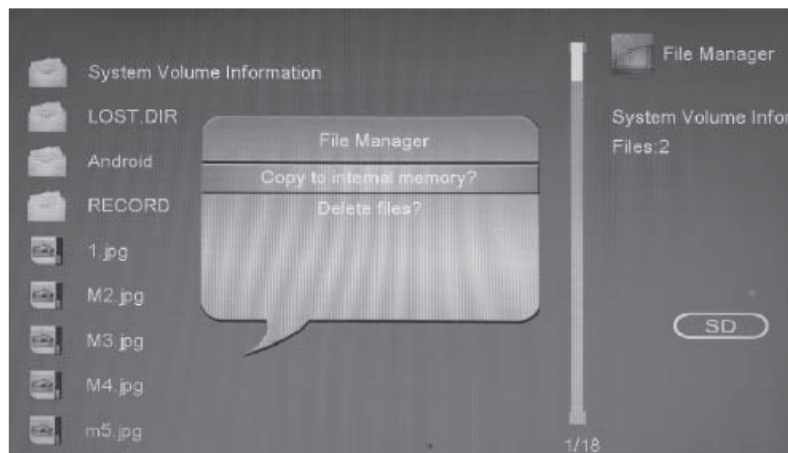 System Volume Information
LOST.DIR
Android
RECORD
1.jpg
M2.jpg
M3.jpg
M4.jpg
m5.jpg
File Manager
Copy to internal memory?
Delete files?
1/18
File Manager
System Volume Infor
Files:2
SD